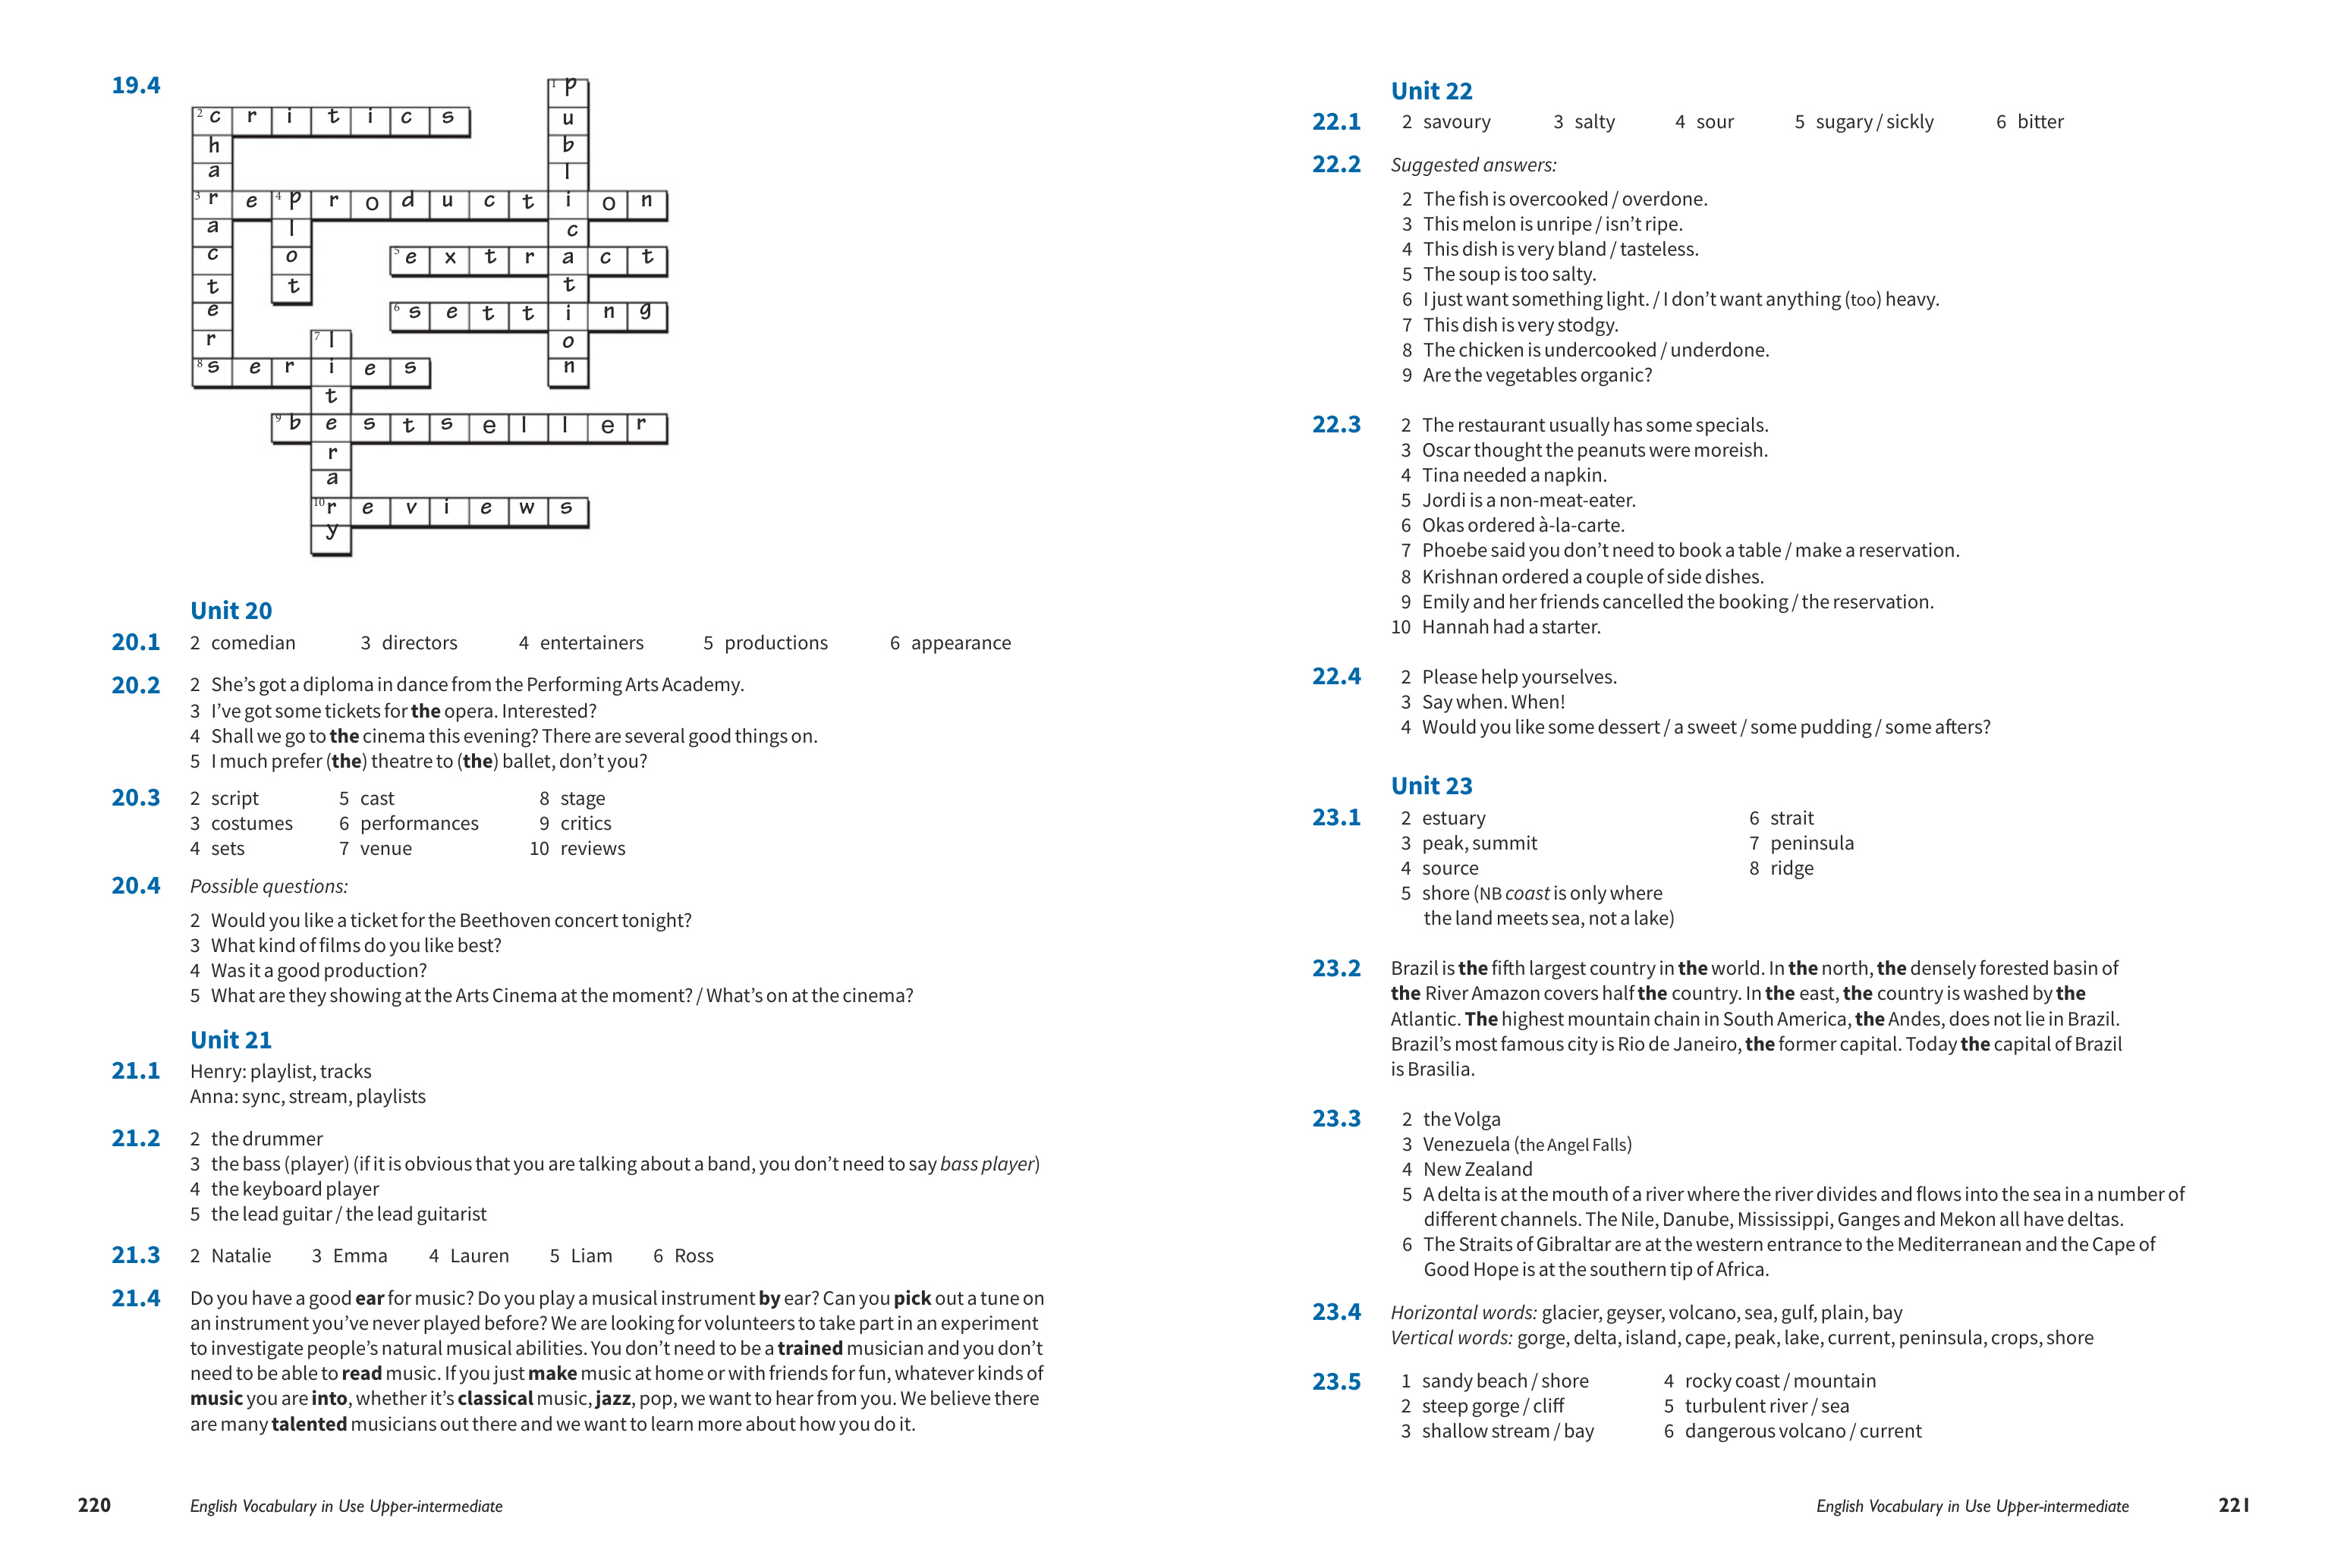 19.4
1 p u b l i c a t i o n
2 c r i t i c s
c h a r a c t e r s
3 r e p r o d u c t i o n
4 p l o t
5 e x t r a c t
6 s e t t i n g
7 l i t e r a r y
8 s e r i e s
9 b e s t s e l l e r
10 r e v i e w s
Unit 20
20.1 2 comedian 3 directors 4 entertainers 5 productions 6 appearance
20.2 2 She's got a diploma in dance from the Performing Arts Academy.
3 I've got some tickets for the opera. Interested?
4 Shall we go to the cinema this evening? There are several good things on.
5 I much prefer (the) theatre to (the) ballet, don't you?
20.3 2 script 5 cast 8 stage
3 costumes 6 performances 9 critics
4 sets 7 venue 10 reviews
20.4 Possible questions:
2 Would you like a ticket for the Beethoven concert tonight?
3 What kind of films do you like best?
4 Was it a good production?
5 What are they showing at the Arts Cinema at the moment? / What's on at the cinema?
Unit 21
21.1 Henry: playlist, tracks
Anna: sync, stream, playlists
21.2 2 the drummer
3 the bass (player) (if it is obvious that you are talking about a band, you don't need to say bass player)
4 the keyboard player
5 the lead guitar / the lead guitarist
21.3 2 Natalie 3 Emma 4 Lauren 5 Liam 6 Ross
21.4 Do you have a good ear for music? Do you play a musical instrument by ear? Can you pick out a tune on
an instrument you've never played before? We are looking for volunteers to take part in an experiment
to investigate people's natural musical abilities. You don't need to be a trained musician and you don't
need to be able to read music. If you just make music at home or with friends for fun, whatever kinds of
music you are into, whether it's classical music, jazz, pop, we want to hear from you. We believe there
are many talented musicians out there and we want to learn more about how you do it.
220 English Vocabulary in Use Upper-intermediate
Unit 22
22.1 2 savoury 3 salty 4 sour 5 sugary / sickly 6 bitter
22.2 Suggested answers:
2 The fish is overcooked / overdone.
3 This melon is unripe / isn't ripe.
4 This dish is very bland / tasteless.
5 The soup is too salty.
6 I just want something light. / I don't want anything (too) heavy.
7 This dish is very stodgy.
8 The chicken is undercooked / underdone.
9 Are the vegetables organic?
22.3 2 The restaurant usually has some specials.
3 Oscar thought the peanuts were moreish.
4 Tina needed a napkin.
5 Jordi is a non-meat-eater.
6 Okas ordered à-la-carte.
7 Phoebe said you don't need to book a table / make a reservation.
8 Krishnan ordered a couple of side dishes.
9 Emily and her friends cancelled the booking / the reservation.
10 Hannah had a starter.
22.4 2 Please help yourselves.
3 Say when. When!
4 Would you like some dessert / a sweet / some pudding / some afters?
Unit 23
23.1 2 estuary 6 strait
3 peak, summit 7 peninsula
4 source 8 ridge
5 shore (NB coast is only where
the land meets sea, not a lake)
23.2 Brazil is the fifth largest country in the world. In the north, the densely forested basin of
the River Amazon covers half the country. In the east, the country is washed by the
Atlantic. The highest mountain chain in South America, the Andes, does not lie in Brazil.
Brazil's most famous city is Rio de Janeiro, the former capital. Today the capital of Brazil
is Brasilia.
23.3 2 the Volga
3 Venezuela (the Angel Falls)
4 New Zealand
5 A delta is at the mouth of a river where the river divides and flows into the sea in a number of
different channels. The Nile, Danube, Mississippi, Ganges and Mekon all have deltas.
6 The Straits of Gibraltar are at the western entrance to the Mediterranean and the Cape of
Good Hope is at the southern tip of Africa.
23.4 Horizontal words: glacier, geyser, volcano, sea, gulf, plain, bay
Vertical words: gorge, delta, island, cape, peak, lake, current, peninsula, crops, shore
23.5 1 sandy beach / shore 4 rocky coast / mountain
2 steep gorge / cliff 5 turbulent river / sea
3 shallow stream / bay 6 dangerous volcano / current
English Vocabulary in Use Upper-intermediate 221